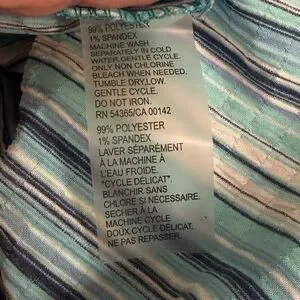 99% POLYESTER
1% SPANDEX
MACHINE WASH
SEPARATELY IN COLD
WATER, GENTLE CYCLE.
ONLY NON CHLORINE
BLEACH WHEN NEEDED.
TUMBLE DRY,LOW.
GENTLE CYCLE.
DO NOT IRON.
RN 54365/CA 00142
99% POLYESTER
1% SPANDEX
LAVER SÉPARÉMENT
À LA MACHINE À
L'EAU FROIDE.
"CYCLE DÉLICAT".
BLANCHIR SANS
CHLORE SI NÉCESSAIRE.
SECHER À LA
MACHINE CYCLE
DOUX.CYCLE DÉLICAT.
NE PAS REPASSER.